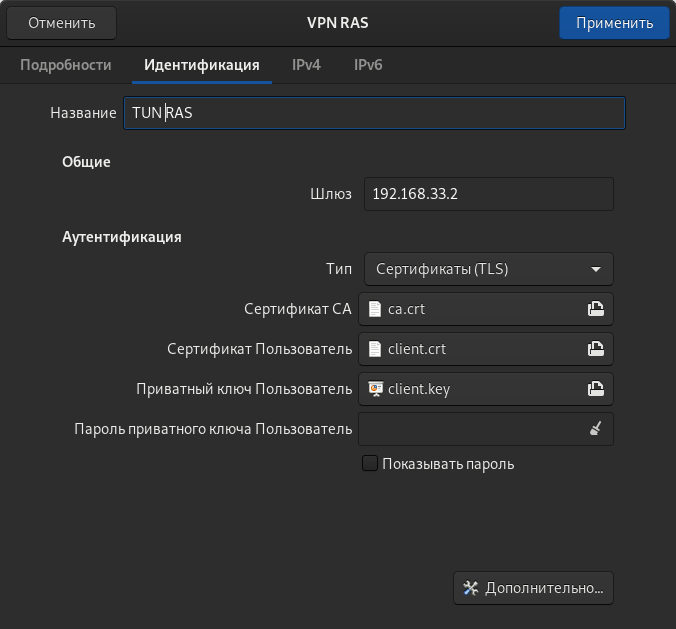 Отменить VPN RAS Применить
Подробности Идентификация IPv4 IPv6
Название TUN RAS
Общие
Шлюз 192.168.33.2
Аутентификация
Тип Сертификаты (TLS)
Сертификат CA ca.crt
Сертификат Пользователь client.crt
Приватный ключ Пользователь client.key
Пароль приватного ключа Пользователь
Показывать пароль
Дополнительно...